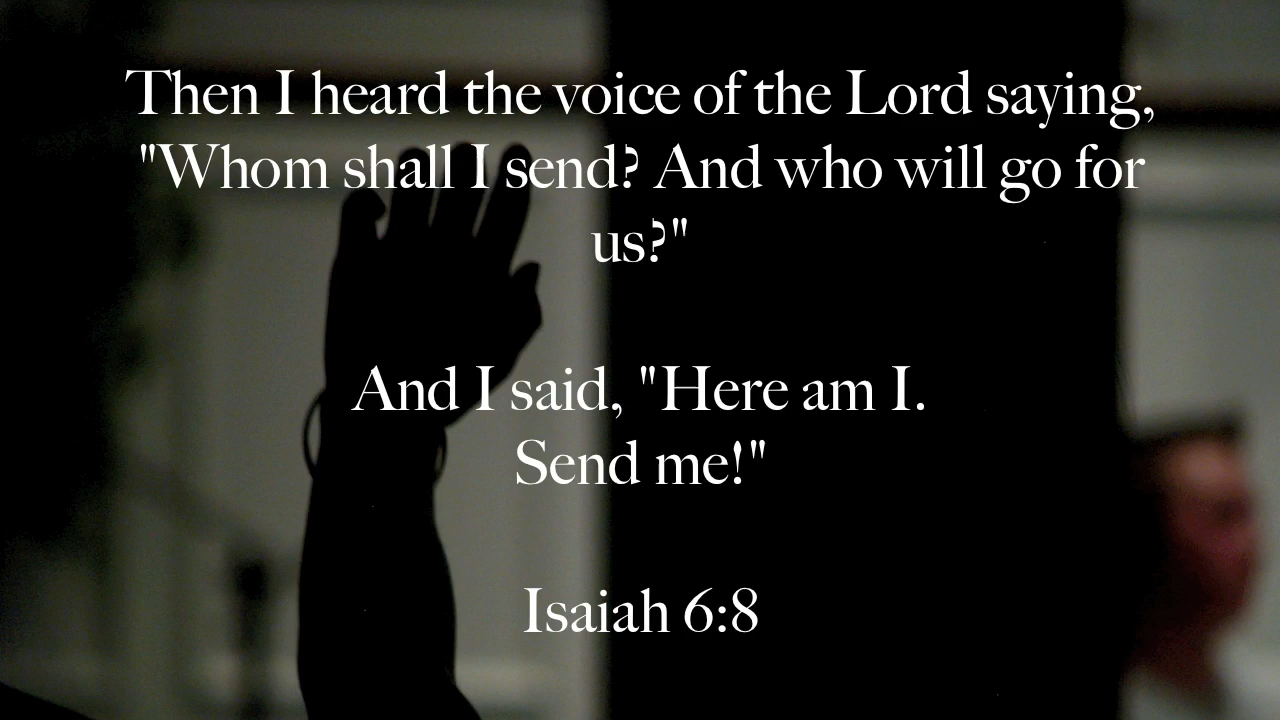 Then I heard the voice of the Lord saying,
"Whom shall I send? And who will go for
us?"
And I said, "Here am I.
Send me!"
Isaiah 6:8